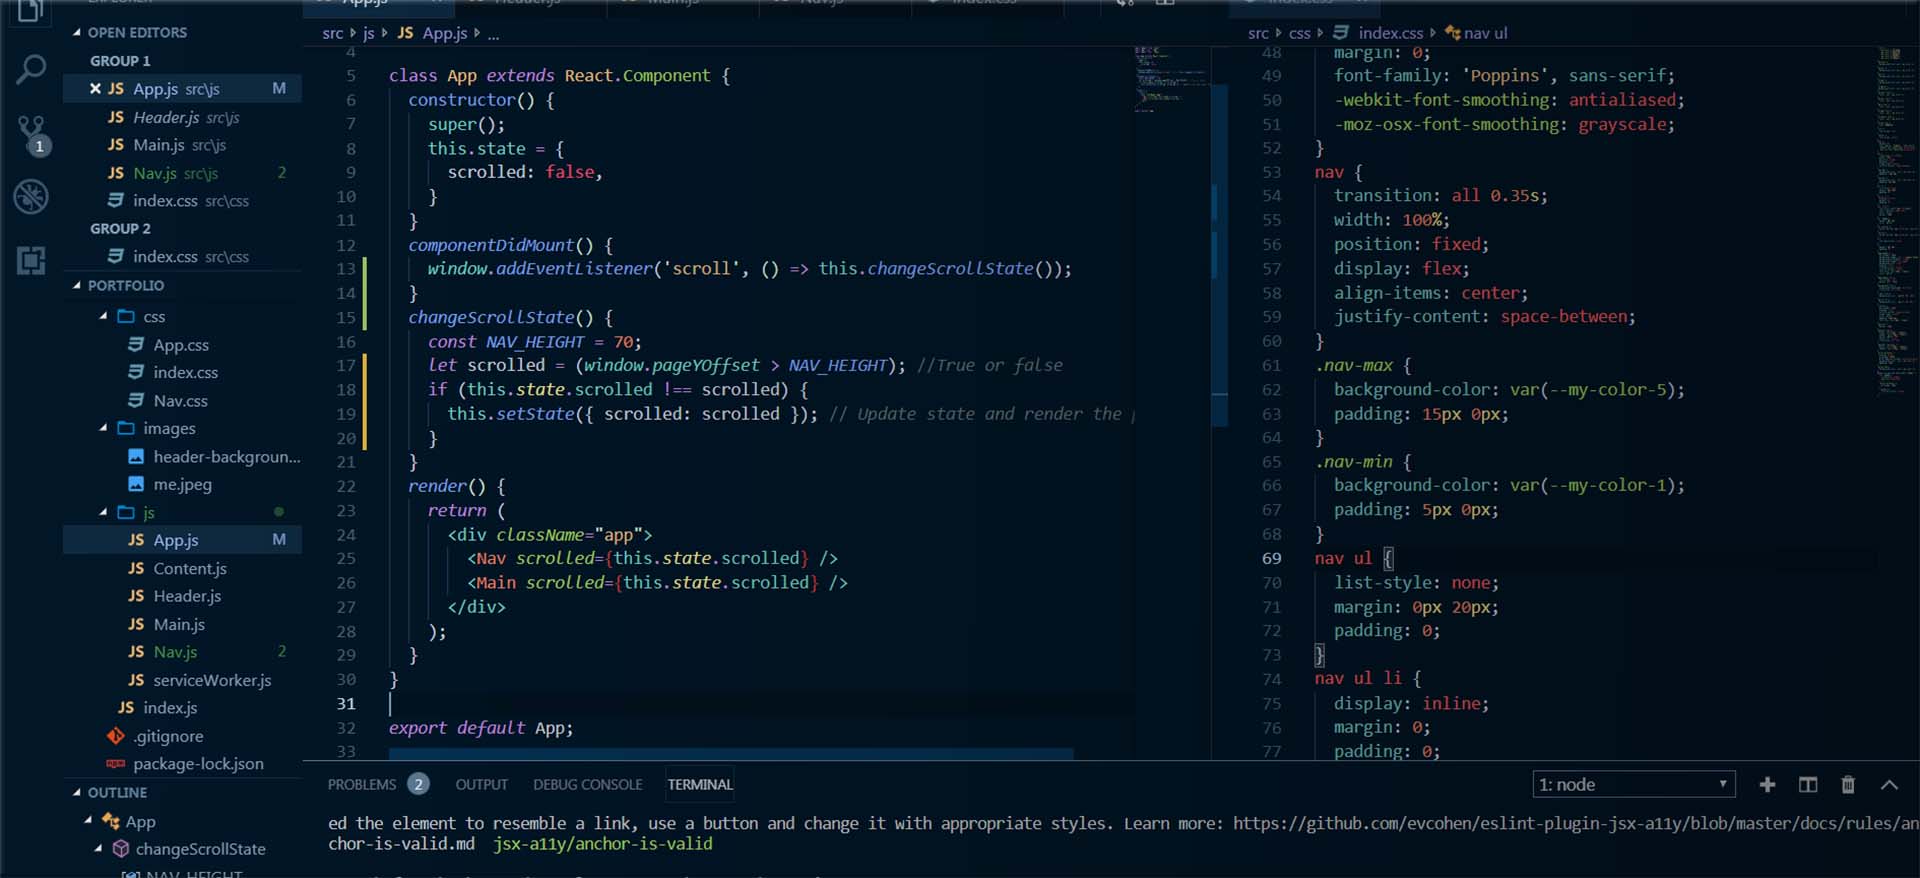 OPEN EDITORS
GROUP 1
App.js src\js M
Header.js src\js
Main.js src\js
Nav.js src\js 2
index.css src\css
GROUP 2
index.css src\css
PORTFOLIO
css
App.css
index.css
Nav.css
images
header-backgroun...
me.jpeg
js
App.js M
Content.js
Header.js
Main.js
Nav.js 2
serviceWorker.js
index.js
.gitignore
package-lock.json
OUTLINE
App
changeScrollState
NAV_HEIGHT
1
src js JS App.js ...
4
5 class App extends React.Component {
6 constructor() {
7 super();
8 this.state = {
9 scrolled: false,
10 }
11 }
12 componentDidMount() {
13 window.addEventListener('scroll', () => this.changeScrollState());
14 }
15 changeScrollState() {
16 const NAV_HEIGHT = 70;
17 let scrolled = (window.pageYOffset > NAV_HEIGHT); //True or false
18 if (this.state.scrolled !== scrolled) {
19 this.setState({ scrolled: scrolled }); // Update state and render the
20 }
21 }
22 render() {
23 return (
24 <div className="app">
25 <Nav scrolled={this.state.scrolled} />
26 <Main scrolled={this.state.scrolled} />
27 </div>
28 );
29 }
30 }
31
32 export default App;
33
src css index.css nav ul
48 margin: 0;
49 font-family: 'Poppins', sans-serif;
50 -webkit-font-smoothing: antialiased;
51 -moz-osx-font-smoothing: grayscale;
52 }
53 nav {
54 transition: all 0.35s;
55 width: 100%;
56 position: fixed;
57 display: flex;
58 align-items: center;
59 justify-content: space-between;
60 }
61 .nav-max {
62 background-color: var(--my-color-5);
63 padding: 15px 0px;
64 }
65 .nav-min {
66 background-color: var(--my-color-1);
67 padding: 5px 0px;
68 }
69 nav ul {
70 list-style: none;
71 margin: 0px 20px;
72 padding: 0;
73 }
74 nav ul li {
75 display: inline;
76 margin: 0;
77 padding: 0;
PROBLEMS 2 OUTPUT DEBUG CONSOLE TERMINAL 1: node
ed the element to resemble a link, use a button and change it with appropriate styles. Learn more: https://github.com/evcohen/eslint-plugin-jsx-a11y/blob/master/docs/rules/an
chor-is-valid.md jsx-a11y/anchor-is-valid